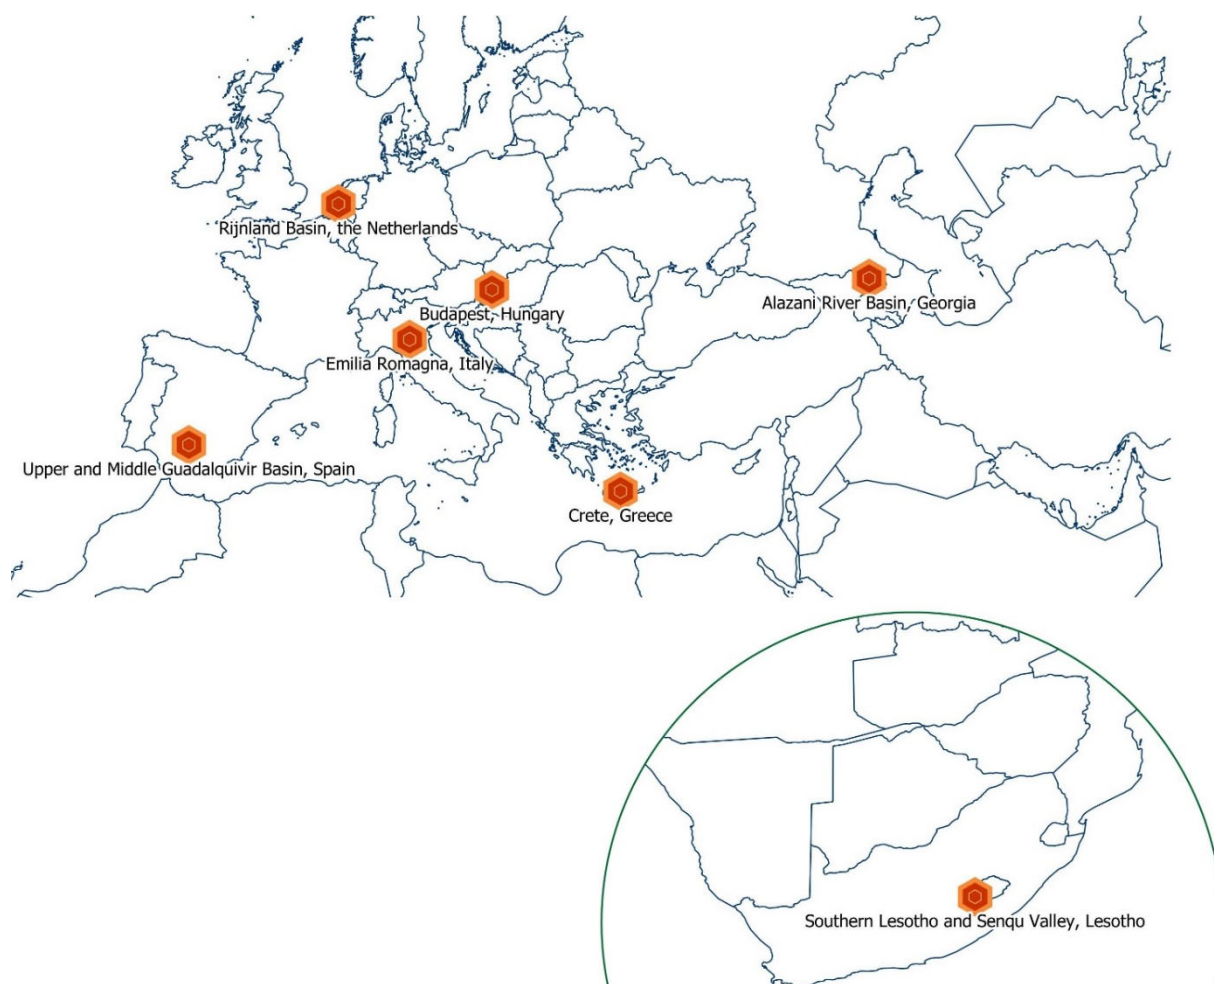 Rijnland Basin, the Netherlands
Alazani River Basin, Georgia
Budapest, Hungary
Emilia Romagna, Italy
Upper and Middle Guadalquivir Basin, Spain
Crete, Greece
Southern Lesotho and Senqu Valley, Lesotho